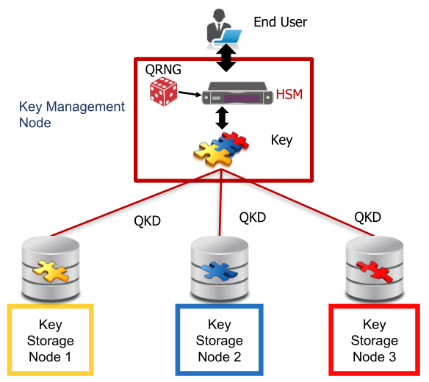 End User
QRNG
HSM
Key Management
Node
Key
QKD
QKD
QKD
Key
Storage
Node 1
Key
Storage
Node 2
Key
Storage
Node 3